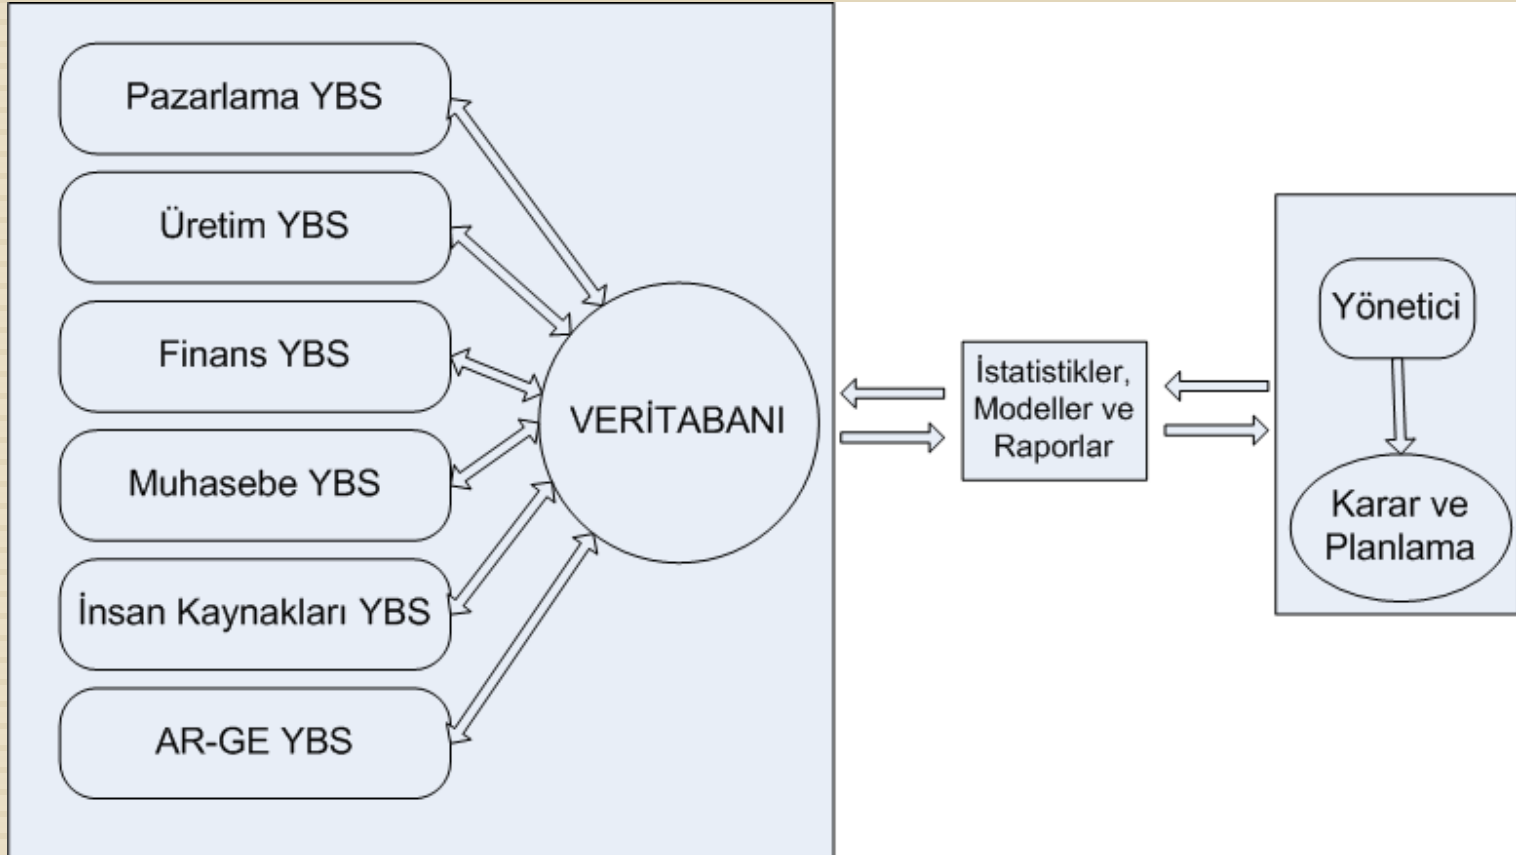 Pazarlama YBS
Üretim YBS
Finans YBS
Muhasebe YBS
İnsan Kaynakları YBS
AR-GE YBS
VERİTABANI
İstatistikler,
Modeller ve
Raporlar
Yönetici
Karar ve
Planlama